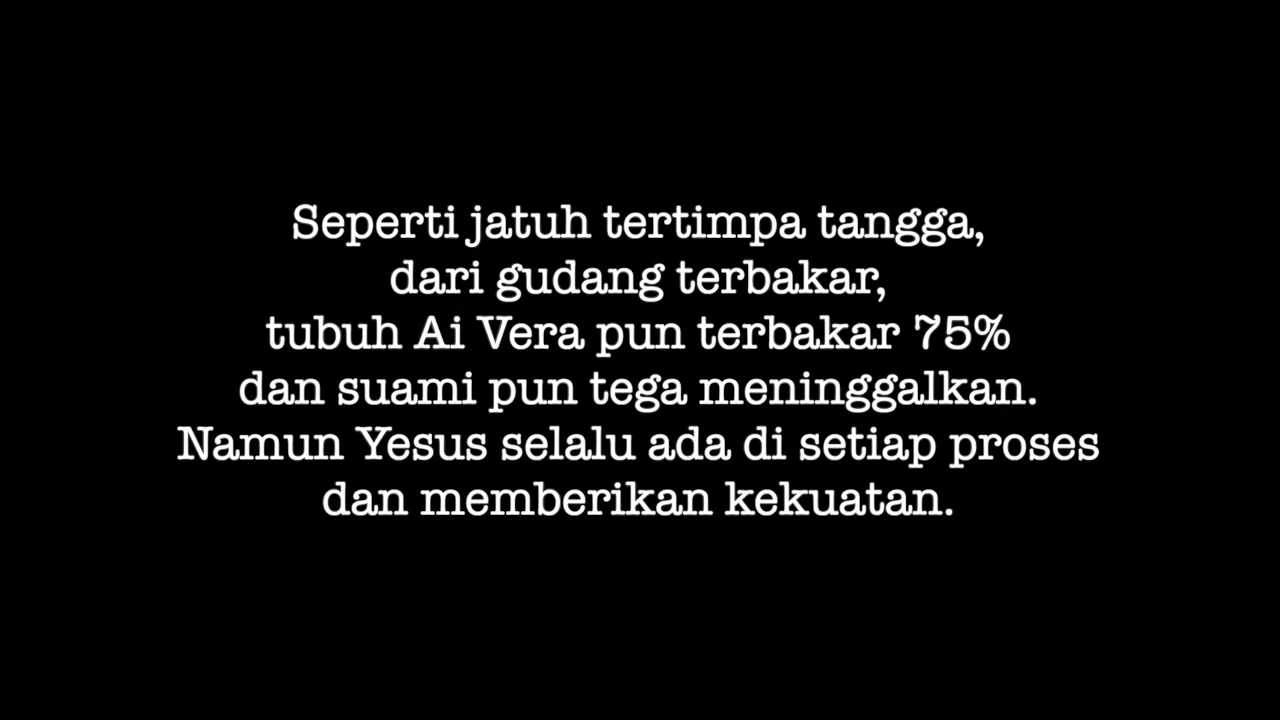 Seperti jatuh tertimpa tangga,
dari gudang terbakar,
tubuh Ai Vera pun terbakar 75%
dan suami pun tega meninggalkan.
Namun Yesus selalu ada di setiap proses
dan memberikan kekuatan.